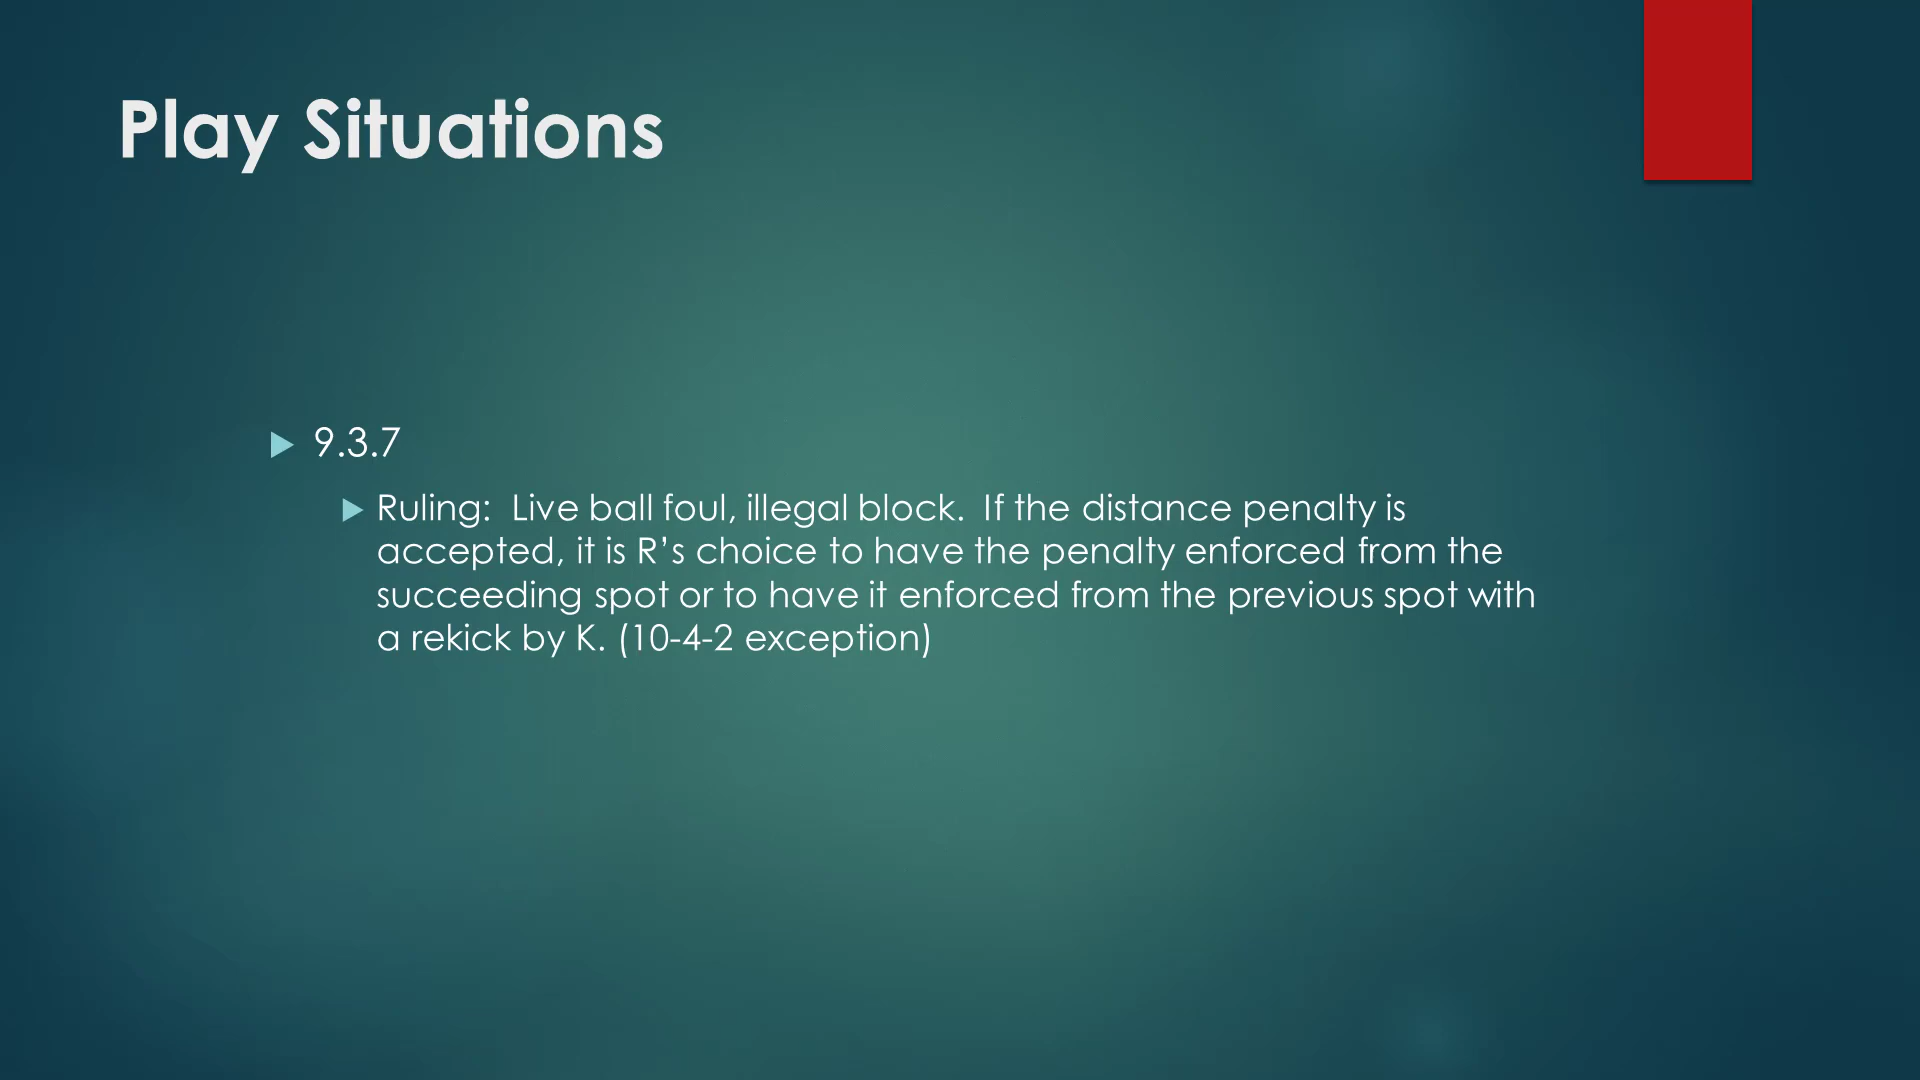 Play Situations
9.3.7
Ruling:  Live ball foul, illegal block.  If the distance penalty is
accepted, it is R’s choice to have the penalty enforced from the
succeeding spot or to have it enforced from the previous spot with
a rekick by K. (10-4-2 exception)